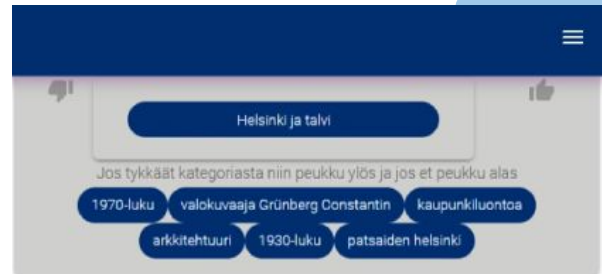 Helsinki ja talvi
Jos tykkäät kategoriasta niin peukku ylös ja jos et peukku alas
1970-luku valokuvaaja Grünberg Constantin kaupunkiluontoa
arkkitehtuuri 1930-luku patsaiden helsinki